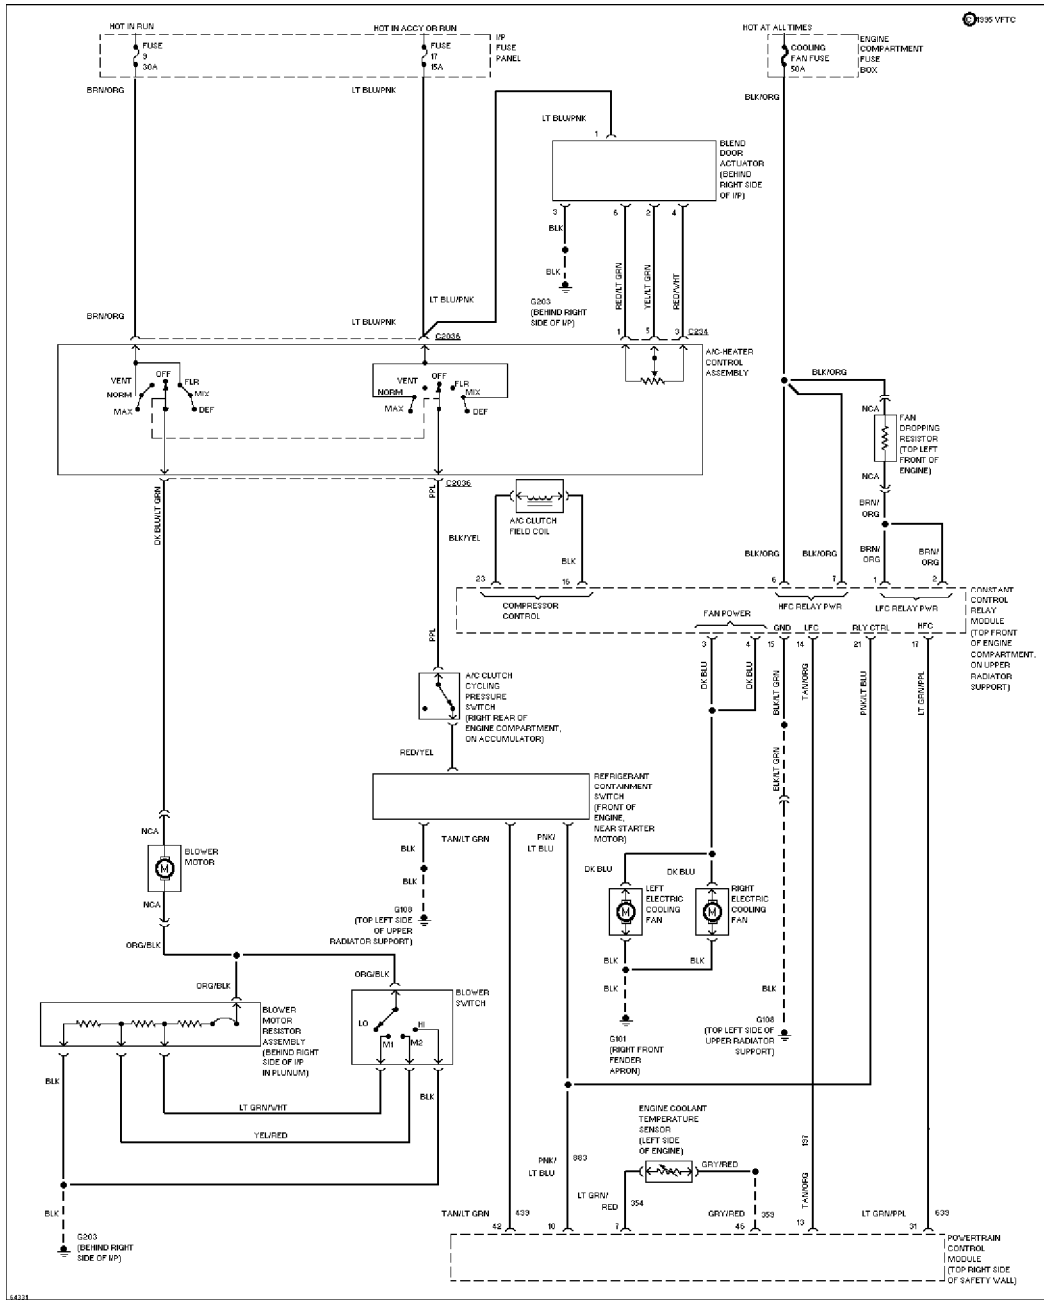 © 1995 VFTC
HOT IN RUN
HOT IN ACCY OR RUN
HOT AT ALL TIMES
FUSE
9
30A
FUSE
17
15A
I/P
FUSE
PANEL
COOLING
FAN FUSE
50A
ENGINE
COMPARTMENT
FUSE
BOX
BRN/ORG
LT BLU/PNK
LT BLU/PNK
BLK/ORG
1
BLEND
DOOR
ACTUATOR
(BEHIND
RIGHT SIDE
OF I/P)
3
6
2
4
BLK
BLK
G203
(BEHIND RIGHT
SIDE OF I/P)
RED/LT GRN
YEL/LT GRN
RED/WHT
BRN/ORG
LT BLU/PNK
LT BLU/PNK
C2036
1
5
3
C234
A/C-HEATER
CONTROL
ASSEMBLY
VENT
OFF
FLR
NORM
MIX
MAX
DEF
VENT
OFF
FLR
NORM
MIX
MAX
DEF
BLK/ORG
NCA
FAN
DROPPING
RESISTOR
(TOP LEFT
FRONT OF
ENGINE)
NCA
BRN/
ORG
DK BLU/LT GRN
PPL
C2036
A/C CLUTCH
FIELD COIL
BLK/YEL
BLK
BLK/ORG
BLK/ORG
BRN/
ORG
BRN/
ORG
23
16
6
7
1
2
COMPRESSOR
CONTROL
HFC RELAY PWR
LFC RELAY PWR
FAN POWER
GND
LFC
RLY CTRL
HFC
CONSTANT
CONTROL
RELAY
MODULE
(TOP FRONT
OF ENGINE
COMPARTMENT,
ON UPPER
RADIATOR
SUPPORT)
3
4
15
14
21
17
PPL
DK BLU
DK BLU
BLK/LT GRN
TAN/ORG
PNK/LT BLU
LT GRN/PPL
A/C CLUTCH
CYCLING
PRESSURE
SWITCH
(RIGHT REAR OF
ENGINE COMPARTMENT,
ON ACCUMULATOR)
BLK/LT GRN
RED/YEL
REFRIGERANT
CONTAINMENT
SWITCH
(FRONT OF
ENGINE,
NEAR STARTER
MOTOR)
NCA
BLOWER
MOTOR
M
NCA
BLK
TAN/LT GRN
PNK/
LT BLU
BLK
G108
(TOP LEFT SIDE
OF UPPER
RADIATOR SUPPORT)
DK BLU
DK BLU
LEFT
ELECTRIC
COOLING
FAN
M
RIGHT
ELECTRIC
COOLING
FAN
M
ORG/BLK
ORG/BLK
ORG/BLK
BLK
BLK
BLK
BLK
BLOWER
MOTOR
RESISTOR
ASSEMBLY
(BEHIND RIGHT
SIDE OF I/P
IN PLUNUM)
BLOWER
SWITCH
LO
HI
M1
M2
G101
(RIGHT FRONT
FENDER
APRON)
G108
(TOP LEFT SIDE OF
UPPER RADIATOR
SUPPORT)
BLK
BLK
LT GRN/WHT
YEL/RED
BLK
G203
(BEHIND RIGHT
SIDE OF I/P)
ENGINE COOLANT
TEMPERATURE
SENSOR
(LEFT SIDE
OF ENGINE)
GRY/RED
197
PNK/
LT BLU
883
LT GRN/
RED
354
TAN/ORG
TAN/LT GRN
439
GRY/RED
359
LT GRN/PPL
639
42
10
7
46
13
31
POWERTRAIN
CONTROL
MODULE
(TOP RIGHT SIDE
OF SAFETY WALL)
64331